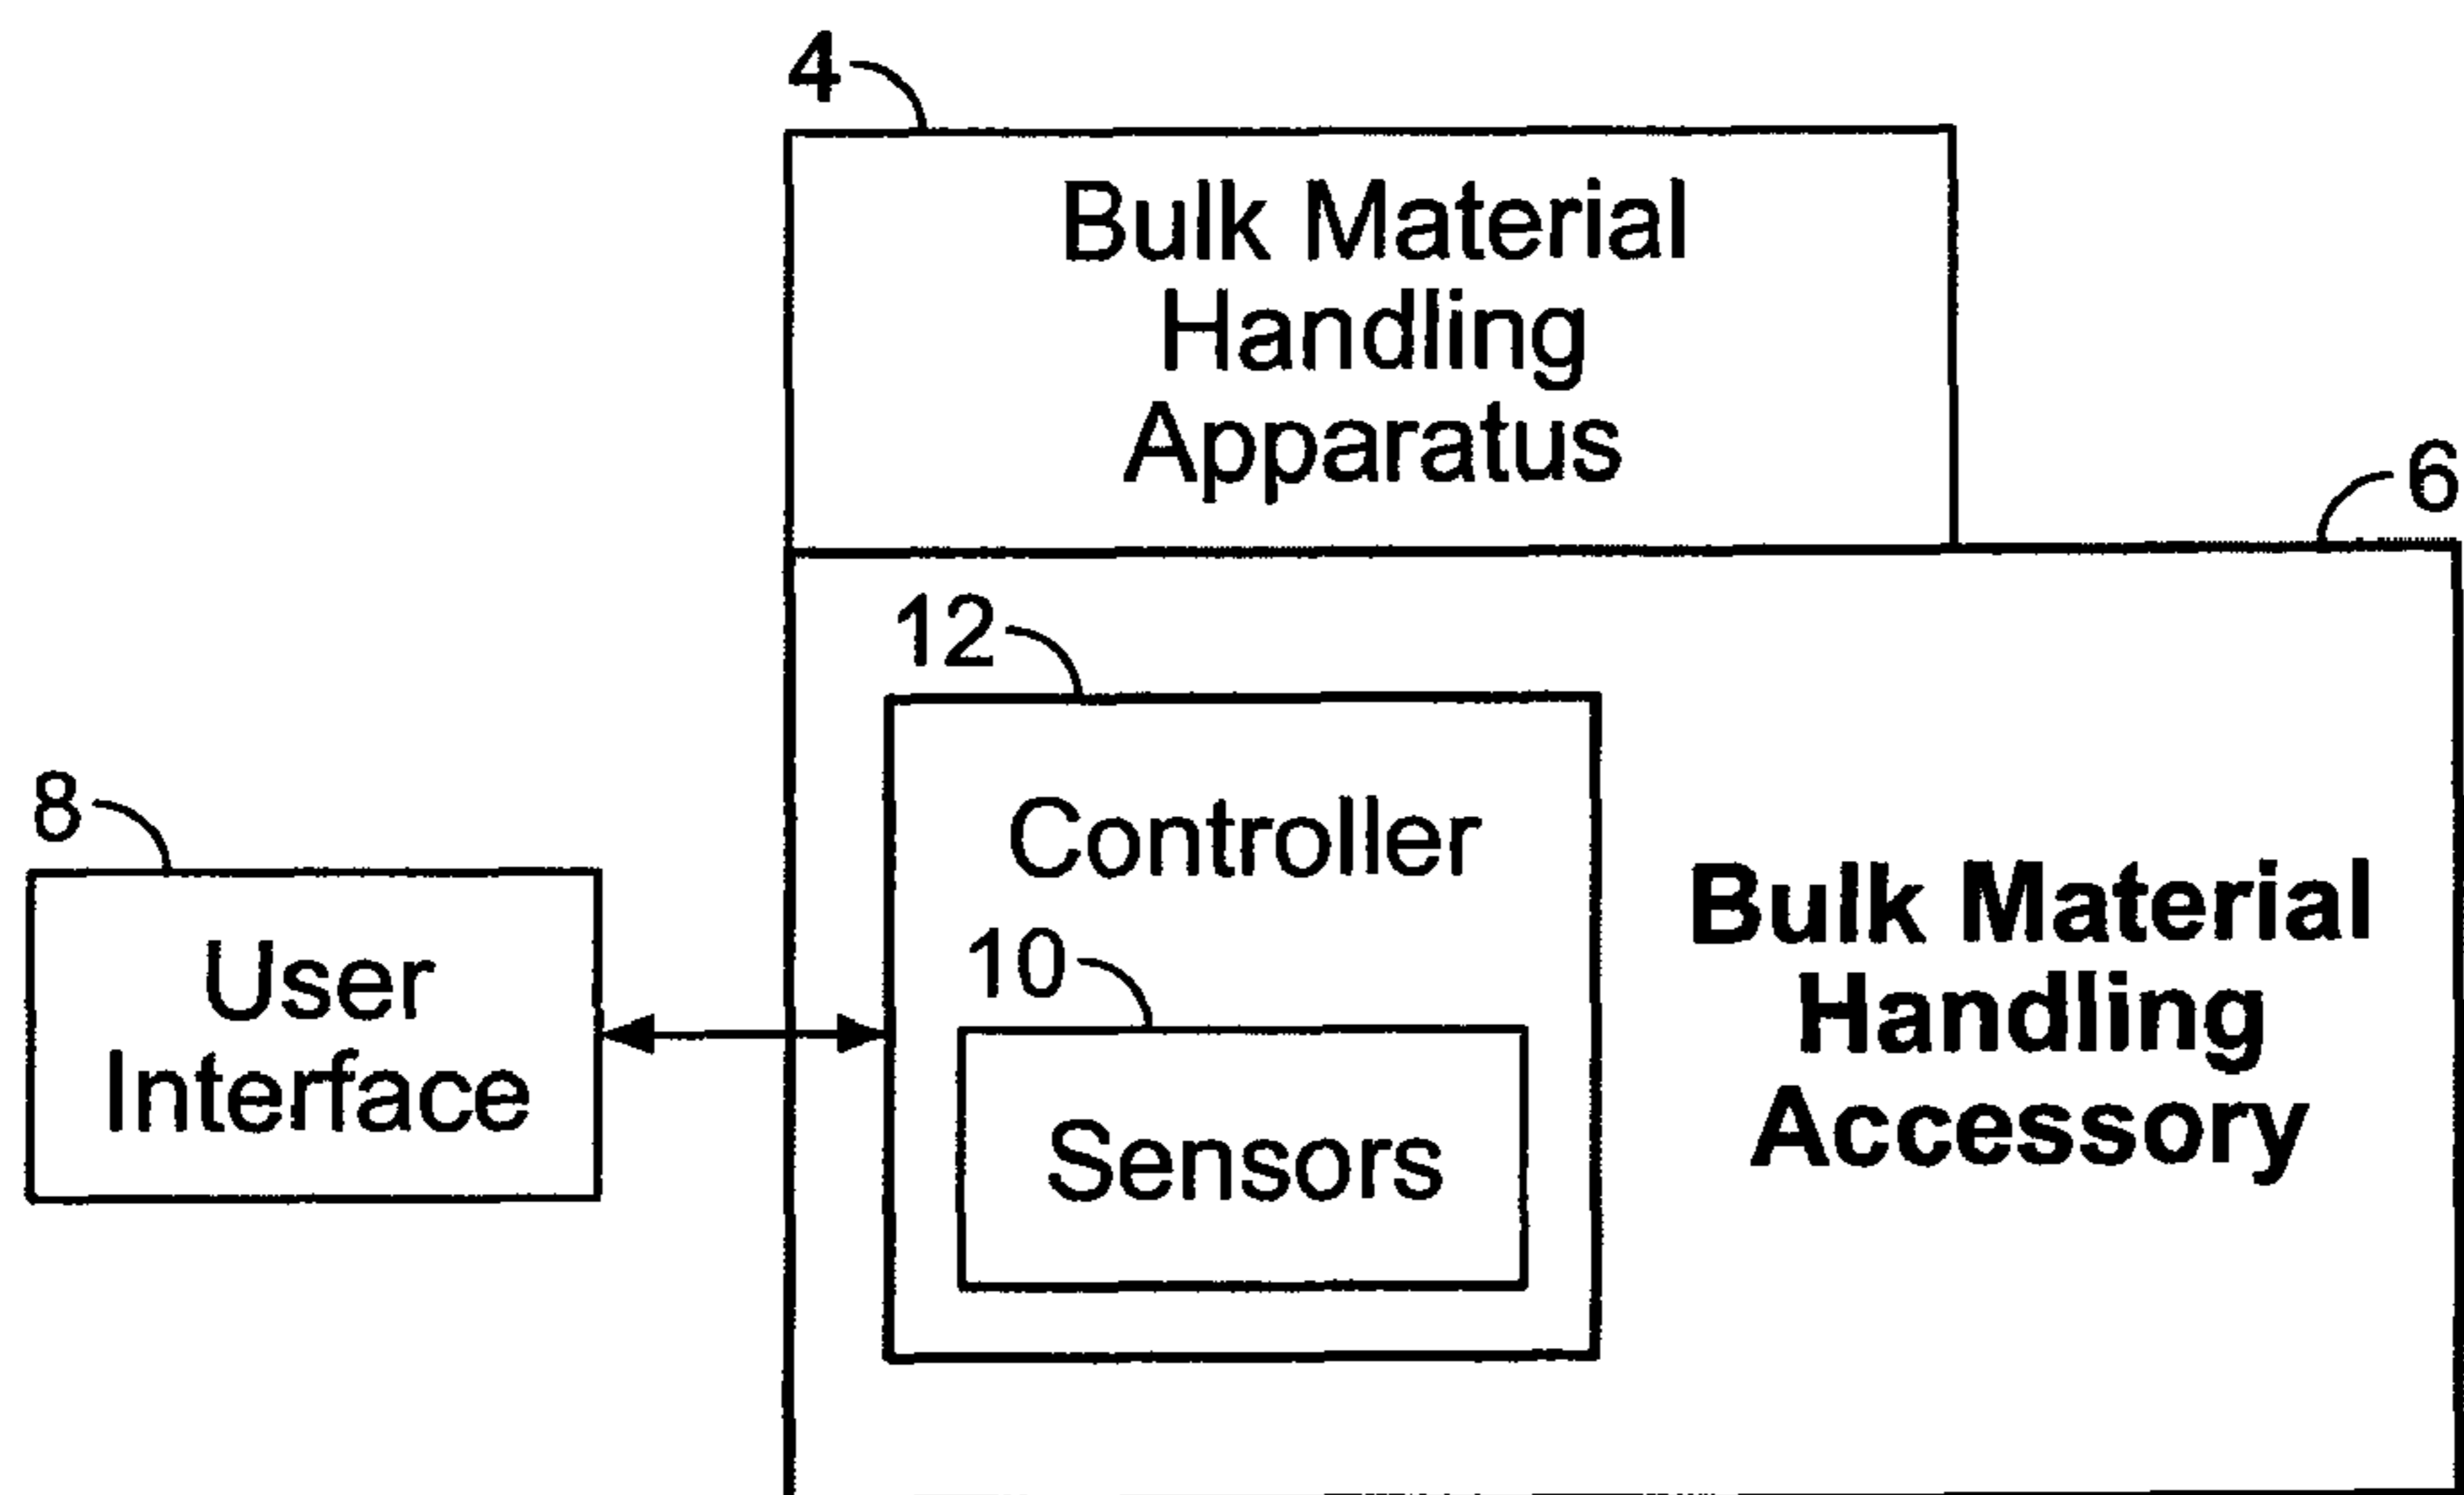 4
Bulk Material
Handling
Apparatus
6
12
Controller
8
User
Interface
10
Sensors
Bulk Material
Handling
Accessory